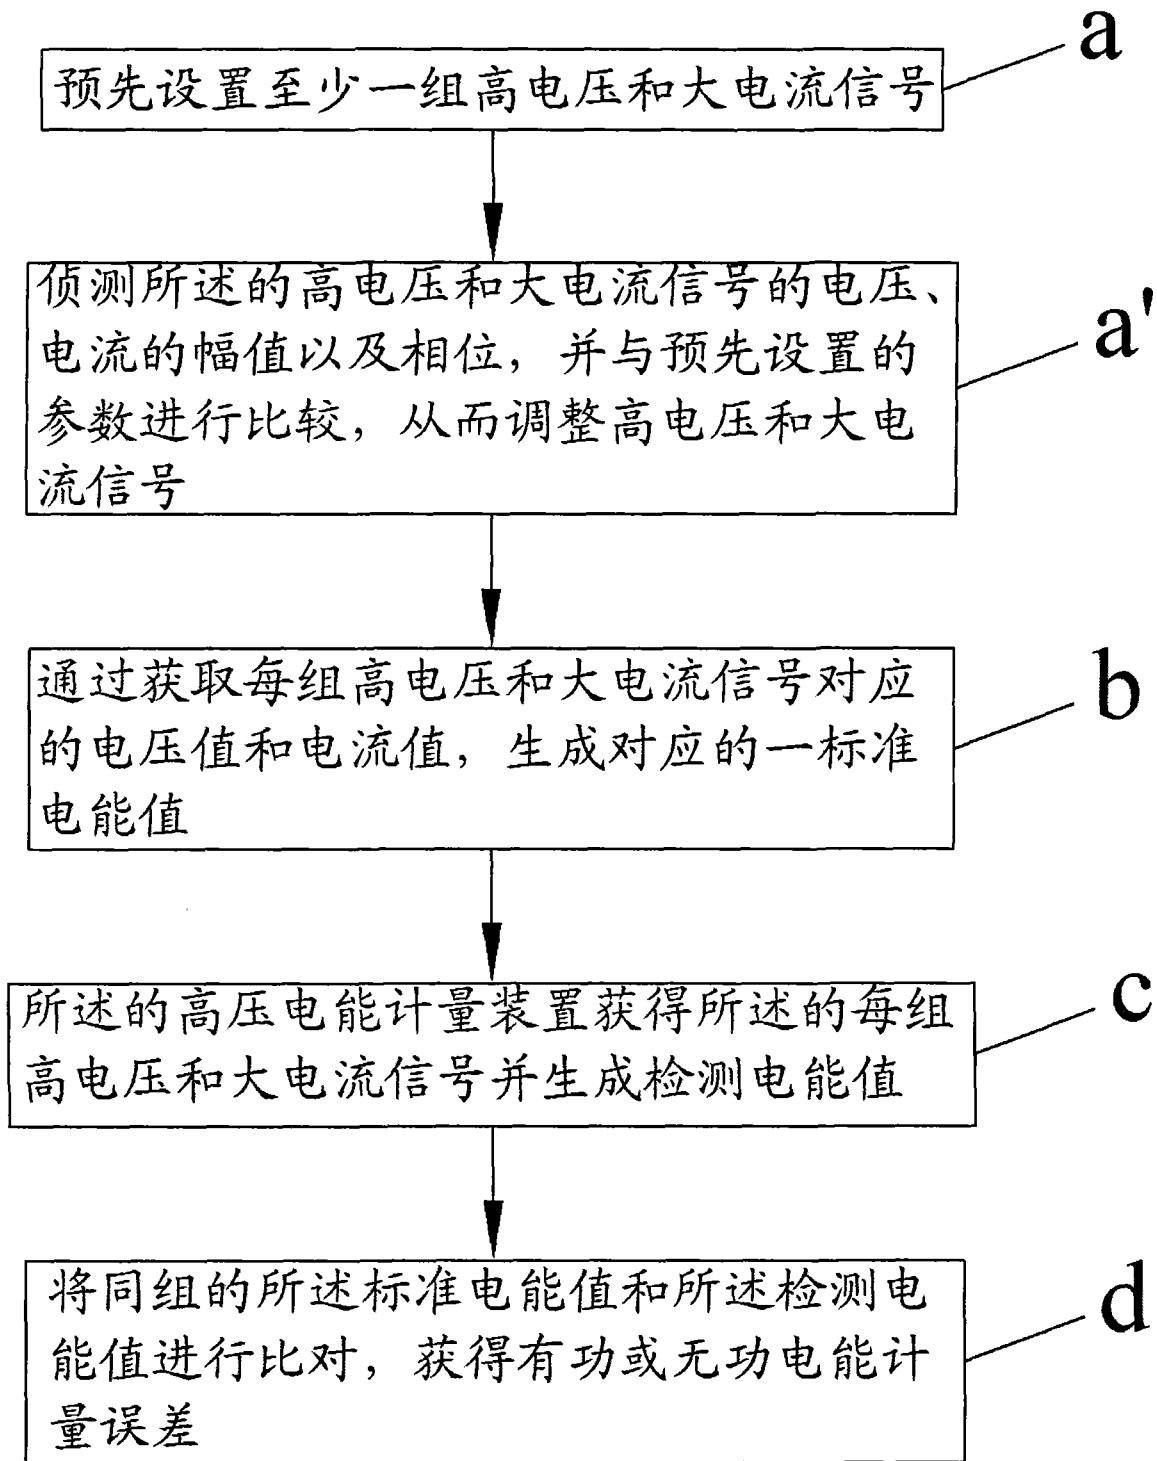 a
预先设置至少一组高电压和大电流信号
侦测所述的高电压和大电流信号的电压、
电流的幅值以及相位，并与预先设置的
参数进行比较，从而调整高电压和大电
流信号
a'
通过获取每组高电压和大电流信号对应
的电压值和电流值，生成对应的一标准
电能值
b
所述的高压电能计量装置获得所述的每组
高电压和大电流信号并生成检测电能值
c
将同组的所述标准电能值和所述检测电
能值进行比对，获得有功或无功电能计
量误差
d